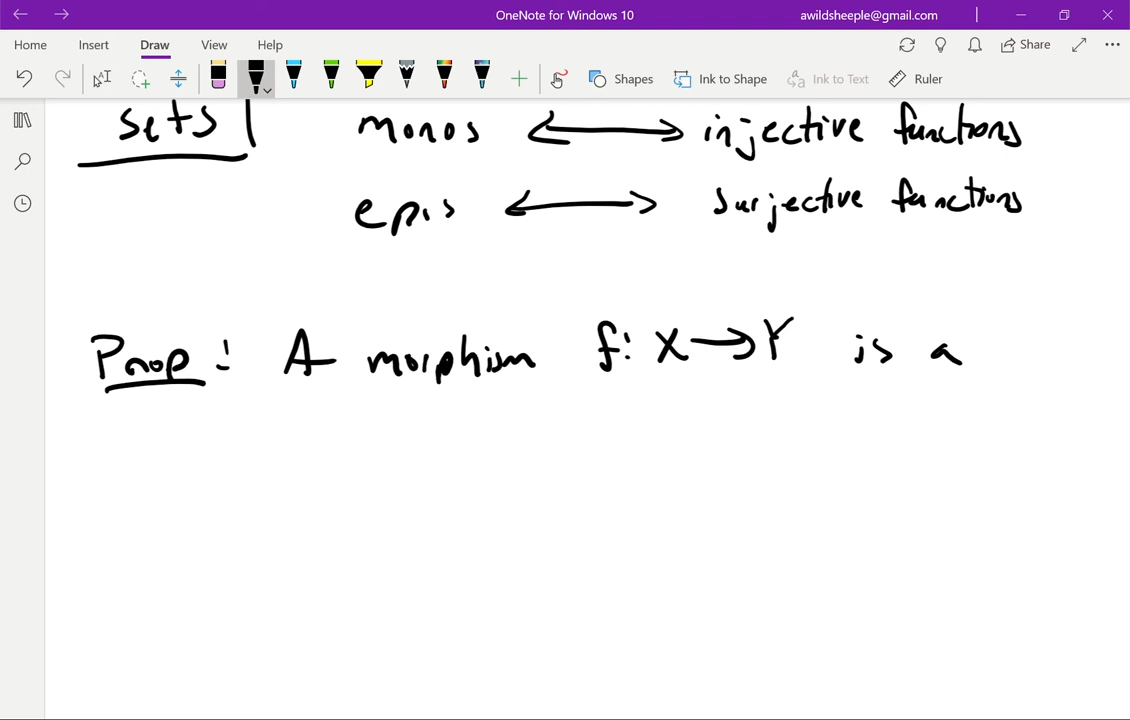 OneNote for Windows 10
awildsheeple@gmail.com
Home Insert Draw View Help
Share
Shapes Ink to Shape Ink to Text Ruler
sets monos ⟷ injective functions
epis ⟷ surjective functions
Prop: A morphism f: X→Y is a